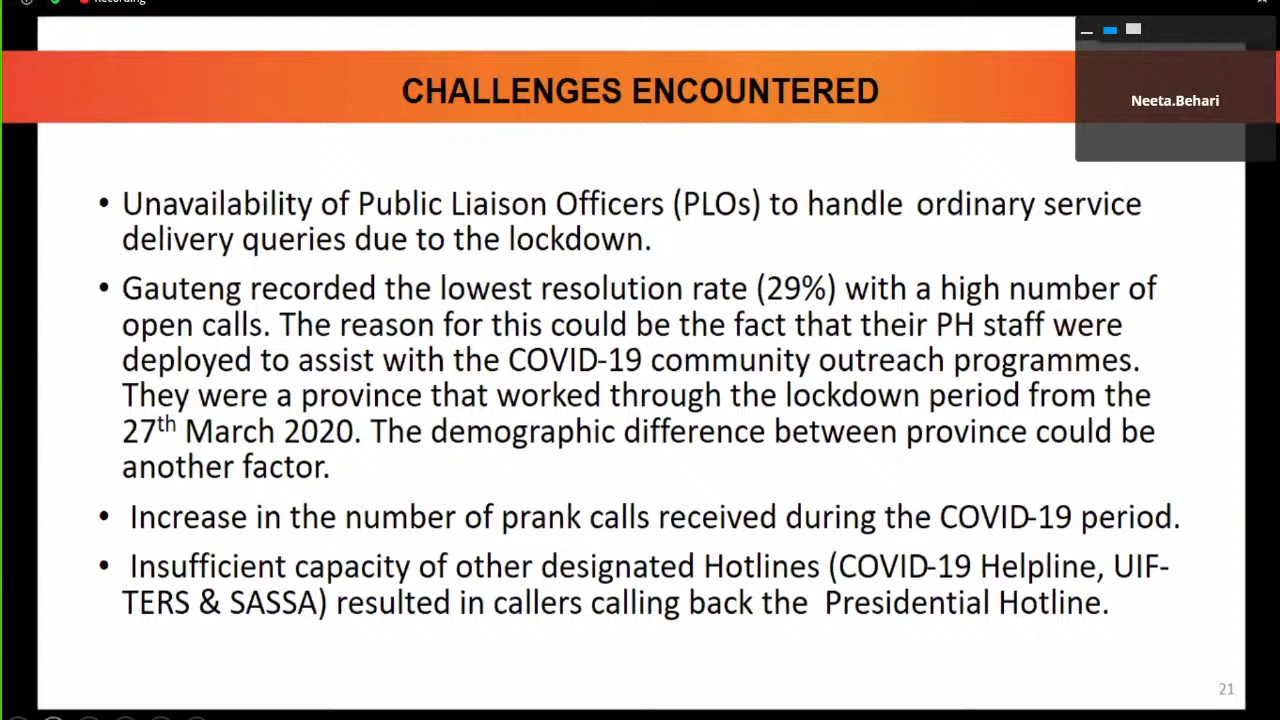 Recording
CHALLENGES ENCOUNTERED
Neeta.Behari
• Unavailability of Public Liaison Officers (PLOs) to handle ordinary service
delivery queries due to the lockdown.
• Gauteng recorded the lowest resolution rate (29%) with a high number of
open calls. The reason for this could be the fact that their PH staff were
deployed to assist with the COVID-19 community outreach programmes.
They were a province that worked through the lockdown period from the
27th March 2020. The demographic difference between province could be
another factor.
• Increase in the number of prank calls received during the COVID-19 period.
• Insufficient capacity of other designated Hotlines (COVID-19 Helpline, UIF-
TERS & SASSA) resulted in callers calling back the Presidential Hotline.
21